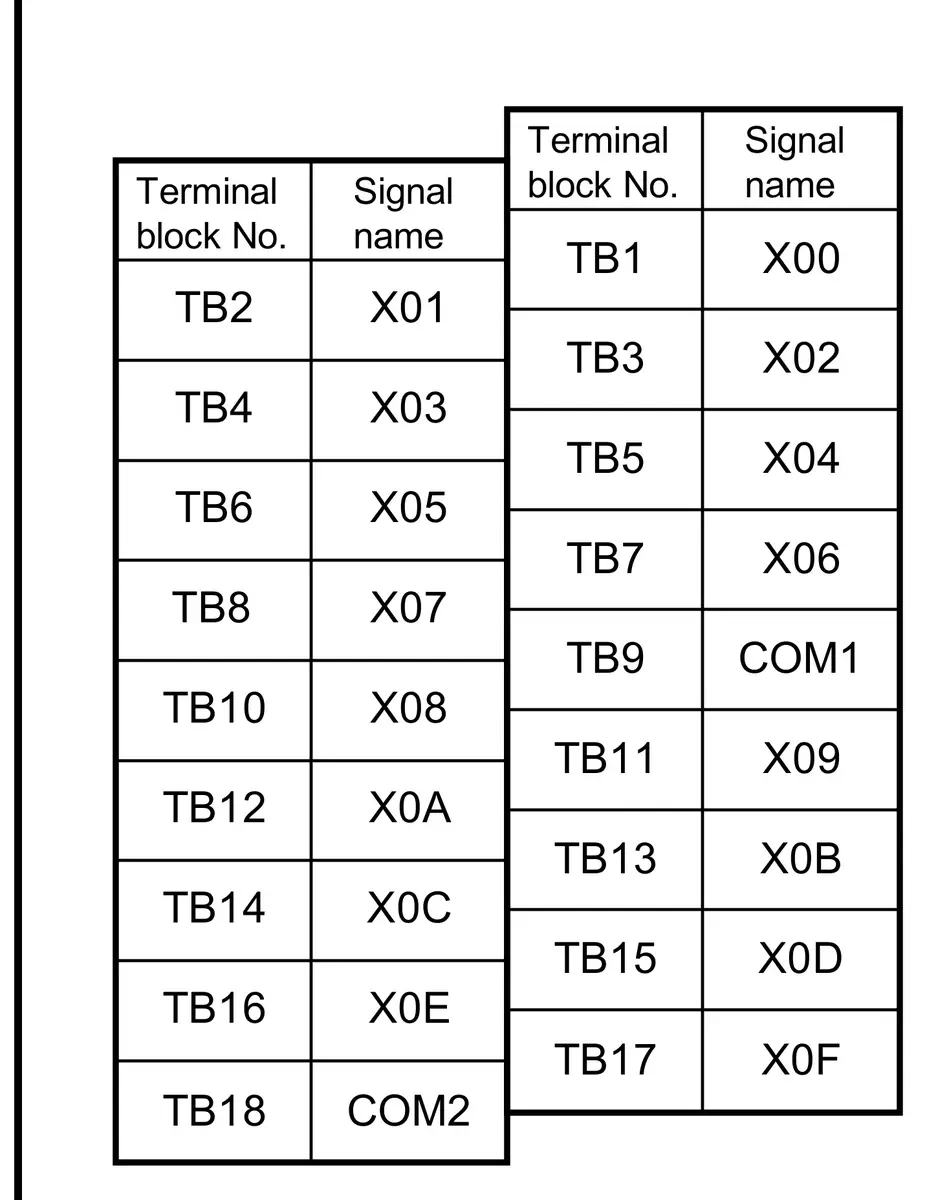 Terminal
block No.
Signal
name
TB2 X01
TB4 X03
TB6 X05
TB8 X07
TB10 X08
TB12 X0A
TB14 X0C
TB16 X0E
TB18 COM2
Terminal
block No.
Signal
name
TB1 X00
TB3 X02
TB5 X04
TB7 X06
TB9 COM1
TB11 X09
TB13 X0B
TB15 X0D
TB17 X0F